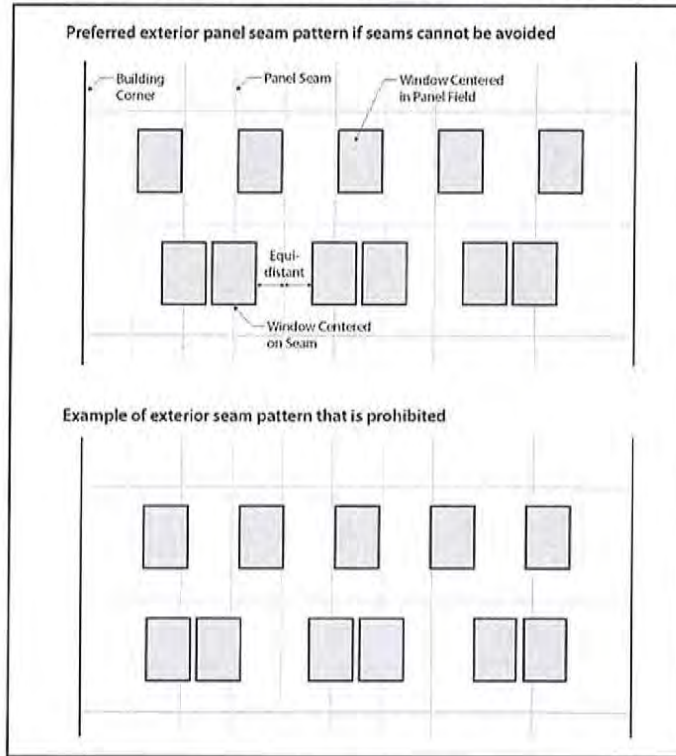 Preferred exterior panel seam pattern if seams cannot be avoided
Building
Corner
Panel Seam
Window Centered
in Panel Field
Equi-
distant
Window Centered
on Seam
Example of exterior seam pattern that is prohibited